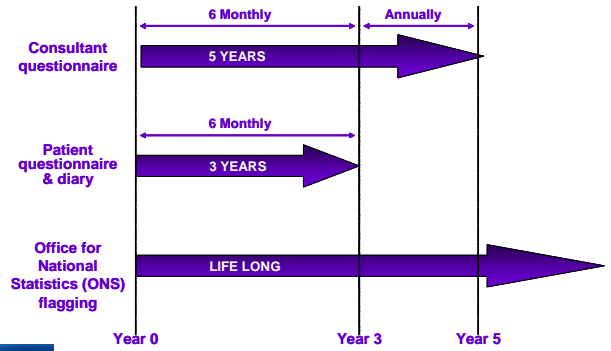 6 Monthly
Annually
Consultant
questionnaire
5 YEARS
6 Monthly
Patient
questionnaire
& diary
3 YEARS
Office for
National
Statistics (ONS)
flagging
LIFE LONG
Year 0
Year 3
Year 5